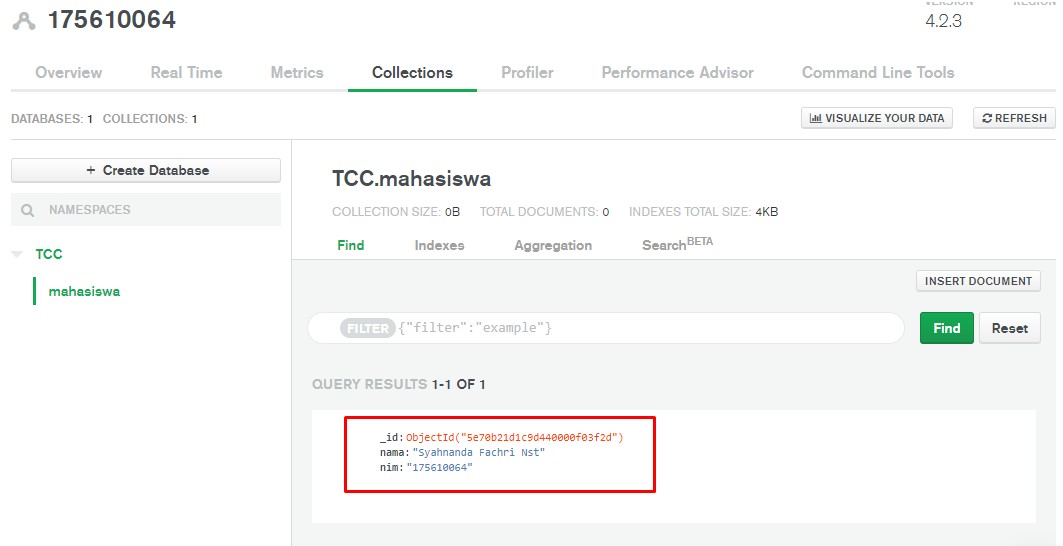 175610064
VERSION
REGION
4.2.3
Overview
Real Time
Metrics
Collections
Profiler
Performance Advisor
Command Line Tools
DATABASES: 1 COLLECTIONS: 1
VISUALIZE YOUR DATA
REFRESH
+ Create Database
NAMESPACES
TCC
mahasiswa
TCC.mahasiswa
COLLECTION SIZE: 0B TOTAL DOCUMENTS: 0 INDEXES TOTAL SIZE: 4KB
Find
Indexes
Aggregation
Search BETA
INSERT DOCUMENT
FILTER {"filter":"example"}
Find
Reset
QUERY RESULTS 1-1 OF 1
_id: ObjectId("5e70b21d1c9d440000f03f2d")
nama: "Syahnanda Fachri Nst"
nim: "175610064"